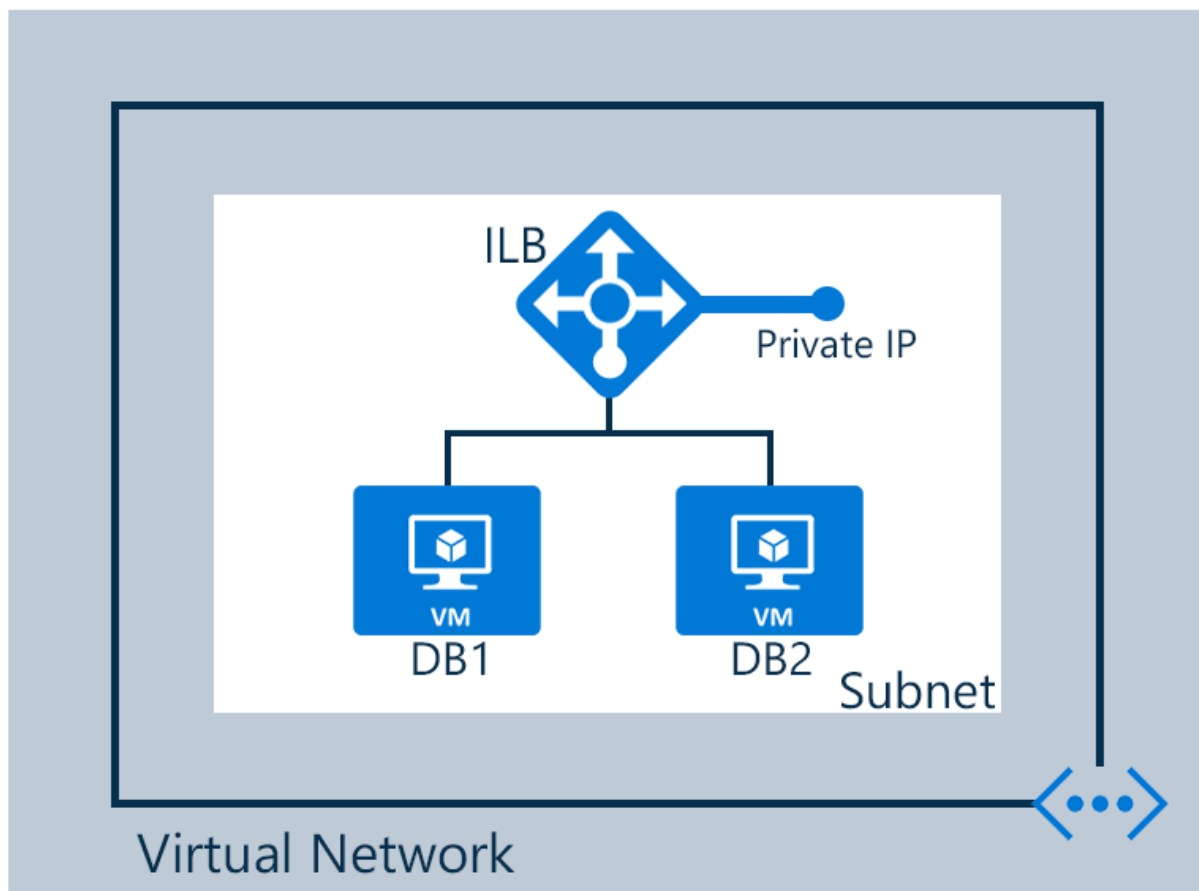 ILB
Private IP
VM
VM
DB1
DB2
Subnet
Virtual Network